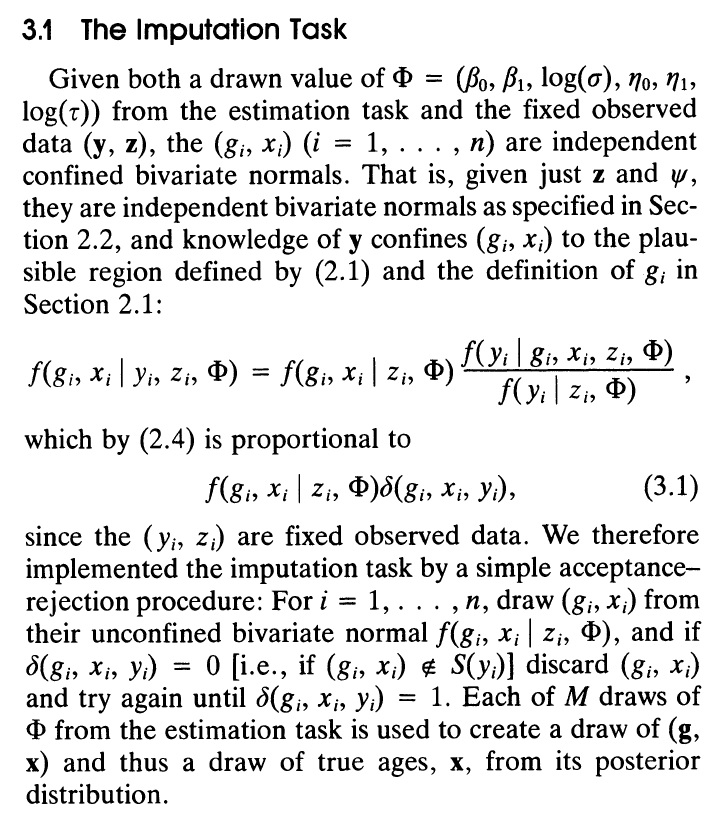 3.1 The Imputation Task
Given both a drawn value of Φ = (β₀, β₁, log(σ), η₀, η₁,
log(τ)) from the estimation task and the fixed observed
data (y, z), the (gᵢ, xᵢ) (i = 1, . . . , n) are independent
confined bivariate normals. That is, given just z and ψ,
they are independent bivariate normals as specified in Sec-
tion 2.2, and knowledge of y confines (gᵢ, xᵢ) to the plau-
sible region defined by (2.1) and the definition of gᵢ in
Section 2.1:
f(gᵢ, xᵢ | yᵢ, zᵢ, Φ) = f(gᵢ, xᵢ | zᵢ, Φ) f(yᵢ | gᵢ, xᵢ, zᵢ, Φ) / f(yᵢ | zᵢ, Φ) ,
which by (2.4) is proportional to
f(gᵢ, xᵢ | zᵢ, Φ)δ(gᵢ, xᵢ, yᵢ), (3.1)
since the (yᵢ, zᵢ) are fixed observed data. We therefore
implemented the imputation task by a simple acceptance–
rejection procedure: For i = 1, . . . , n, draw (gᵢ, xᵢ) from
their unconfined bivariate normal f(gᵢ, xᵢ | zᵢ, Φ), and if
δ(gᵢ, xᵢ, yᵢ) = 0 [i.e., if (gᵢ, xᵢ) ∉ S(yᵢ)] discard (gᵢ, xᵢ)
and try again until δ(gᵢ, xᵢ, yᵢ) = 1. Each of M draws of
Φ from the estimation task is used to create a draw of (g,
x) and thus a draw of true ages, x, from its posterior
distribution.